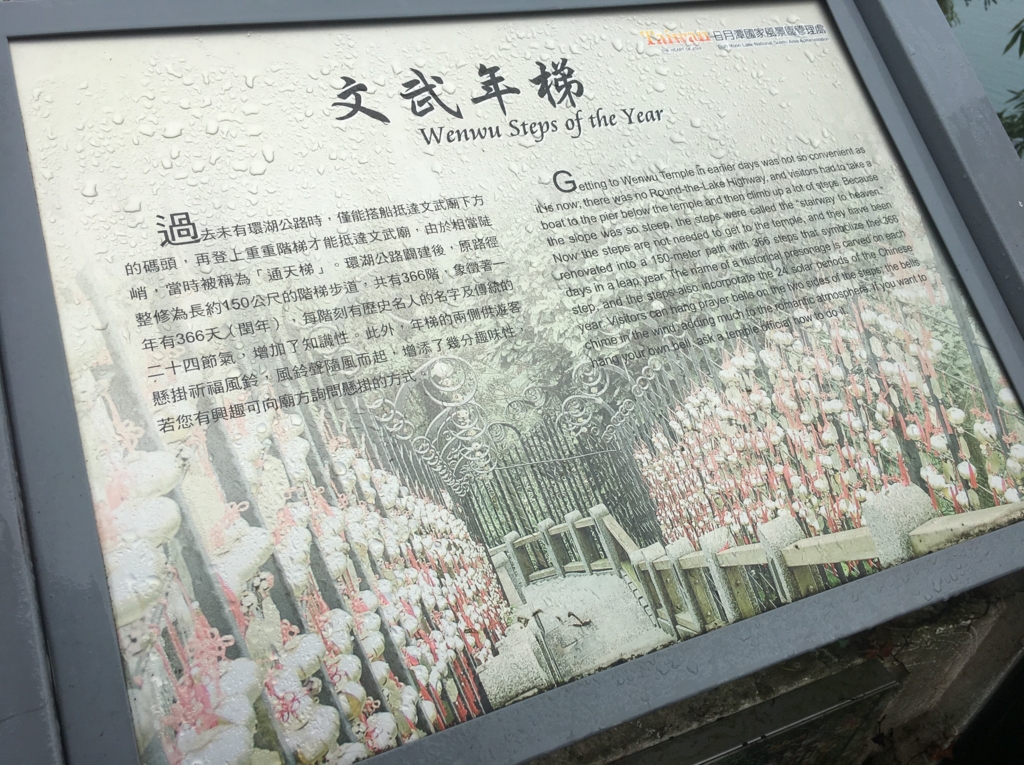 Taiwan 日月潭國家風景區管理處
Sun Moon Lake National Scenic Area Administration
文武年梯
Wenwu Steps of the Year
過去未有環湖公路時，僅能搭船抵達文武廟下方
的碼頭，再登上重重階梯才能抵達文武廟，由於相當陡
峭，當時被稱為「通天梯」。環湖公路闢建後，原路徑
整修為長約150公尺的階梯步道，共有366階，象徵著一
年有366天（閏年），每階刻有歷史名人的名字及傳統的
二十四節氣，增加了知識性。此外，年梯的兩側供遊客
懸掛祈福風鈴，風鈴聲隨風而起，增添了幾分趣味性，
若您有興趣可向廟方詢問懸掛的方式。
Getting to Wenwu Temple in earlier days was not so convenient as
it is now, there was no Round-the-Lake Highway, and visitors had to take a
boat to the pier below the temple and then climb up a lot of steps. Because
the slope was so steep, the steps were called the "stairway to heaven."
Now the steps are not needed to get to the temple, and they have been
renovated into a 150-meter path with 366 steps that symbolize the 366
days in a leap year. The name of a historical presonage is carved on each
step, and the steps also incorporate the 24 solar periods of the Chinese
year. Visitors can hang prayer bells on the two sides of the steps; the bells
chime in the wind, adding much to the romantic atmosphere. If you want to
hang your own bell, ask a temple official how to do it.